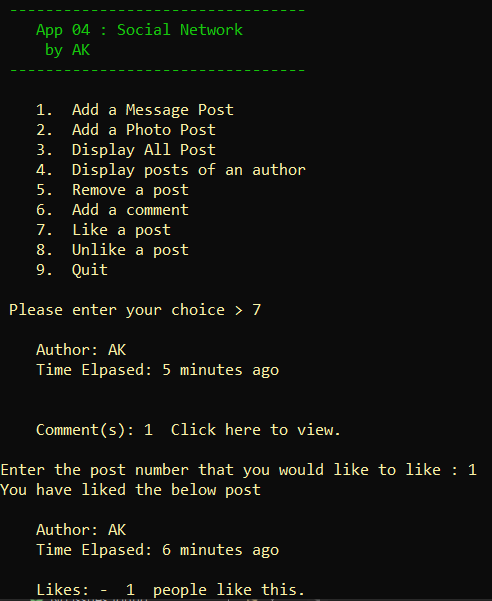 ---------------------------------
App 04 : Social Network
by AK
---------------------------------
1. Add a Message Post
2. Add a Photo Post
3. Display All Post
4. Display posts of an author
5. Remove a post
6. Add a comment
7. Like a post
8. Unlike a post
9. Quit
Please enter your choice > 7
Author: AK
Time Elpased: 5 minutes ago
Comment(s): 1 Click here to view.
Enter the post number that you would like to like : 1
You have liked the below post
Author: AK
Time Elpased: 6 minutes ago
Likes: - 1 people like this.